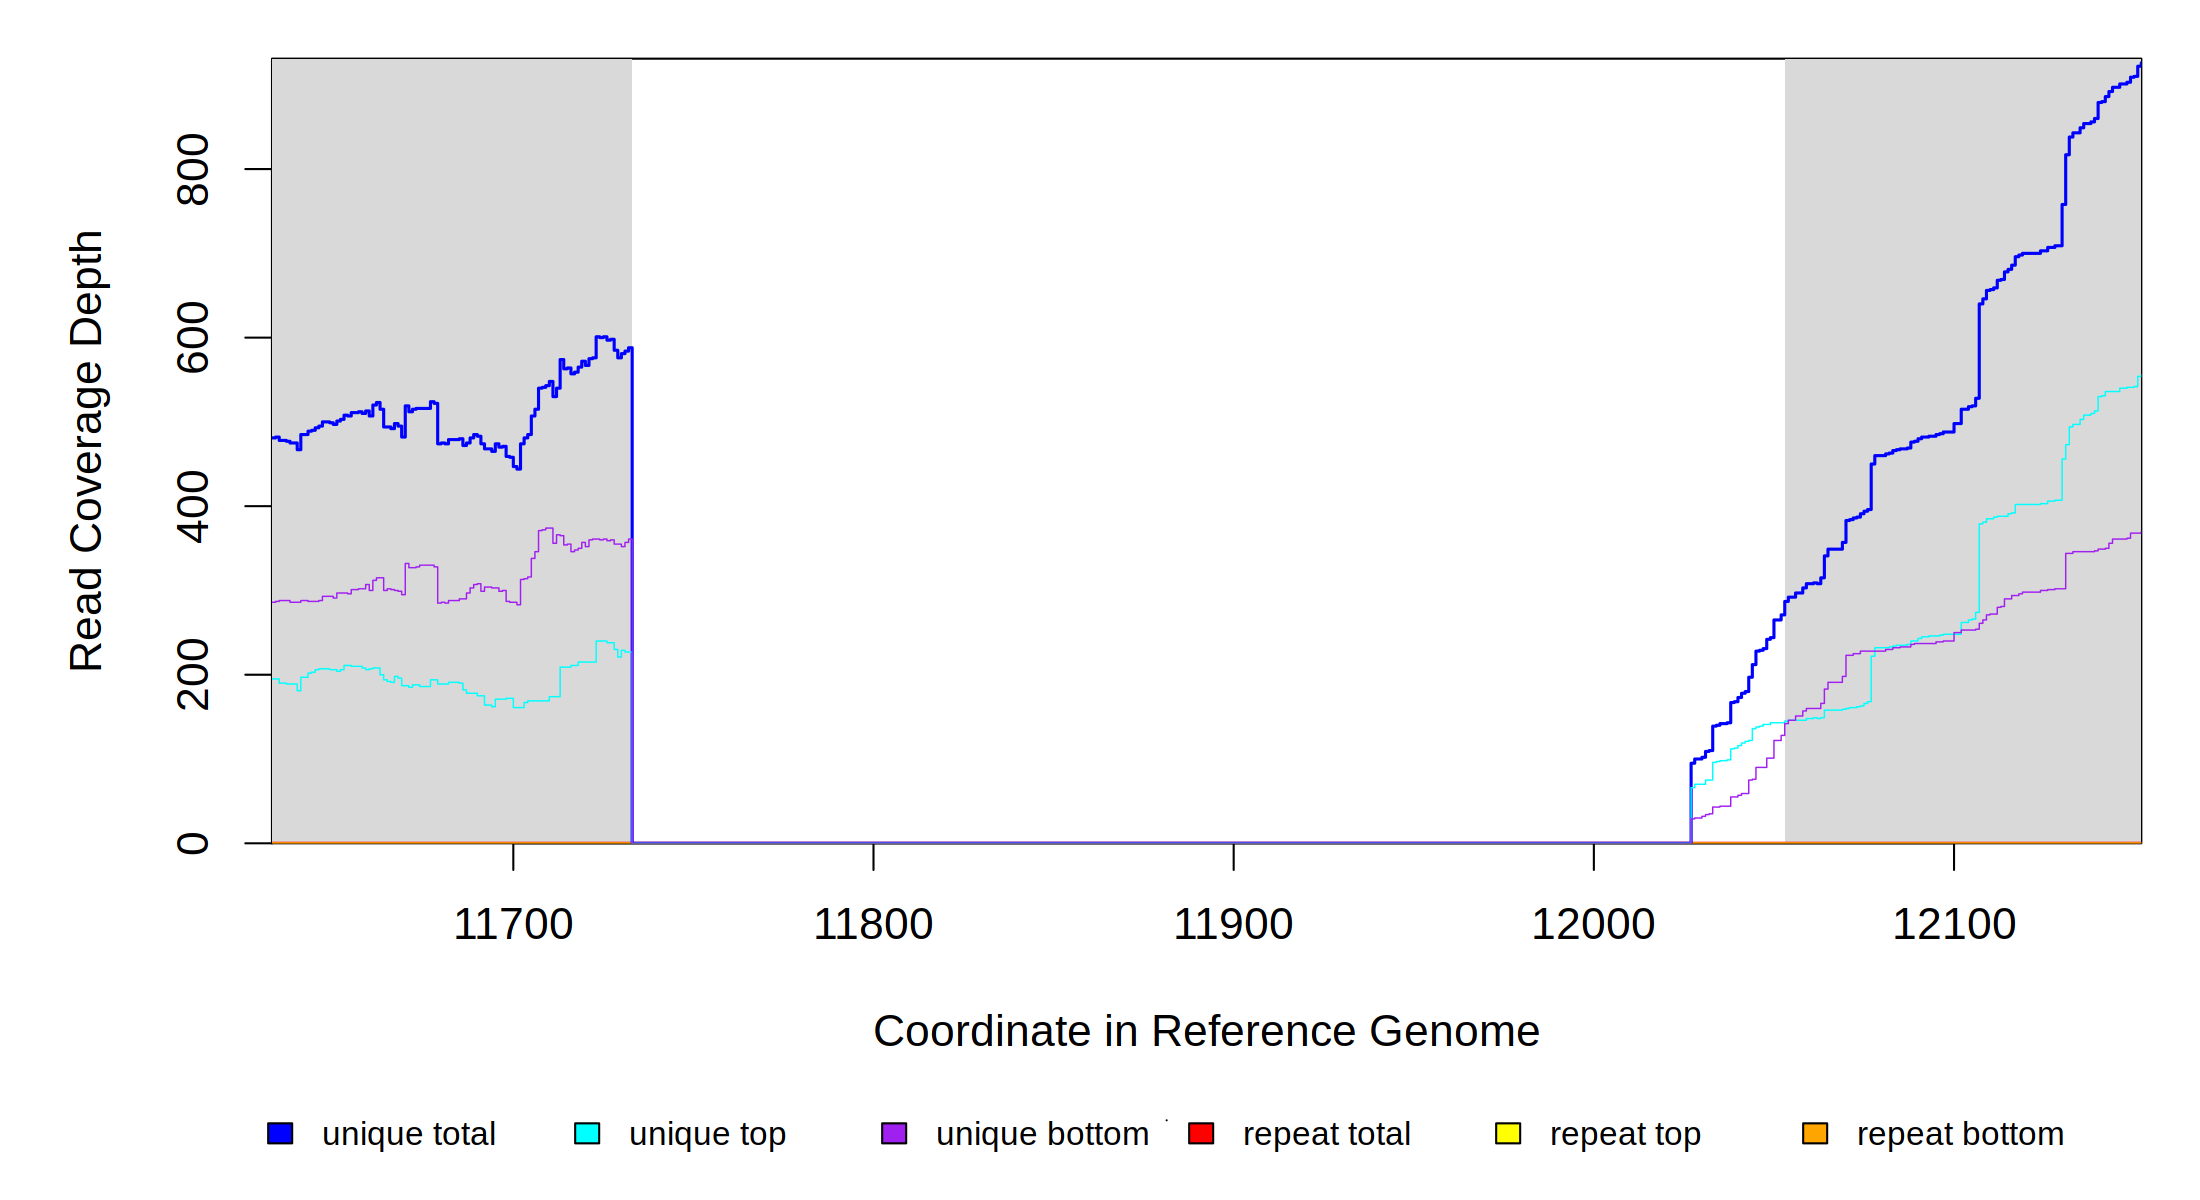 Read Coverage Depth
800
600
400
200
0
11700 11800 11900 12000 12100
Coordinate in Reference Genome
unique total unique top unique bottom repeat total repeat top repeat bottom